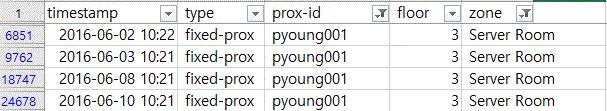 1 timestamp type prox-id floor zone
6851 2016-06-02 10:22 fixed-prox pyoung001 3 Server Room
9762 2016-06-03 10:21 fixed-prox pyoung001 3 Server Room
18747 2016-06-08 10:21 fixed-prox pyoung001 3 Server Room
24678 2016-06-10 10:21 fixed-prox pyoung001 3 Server Room